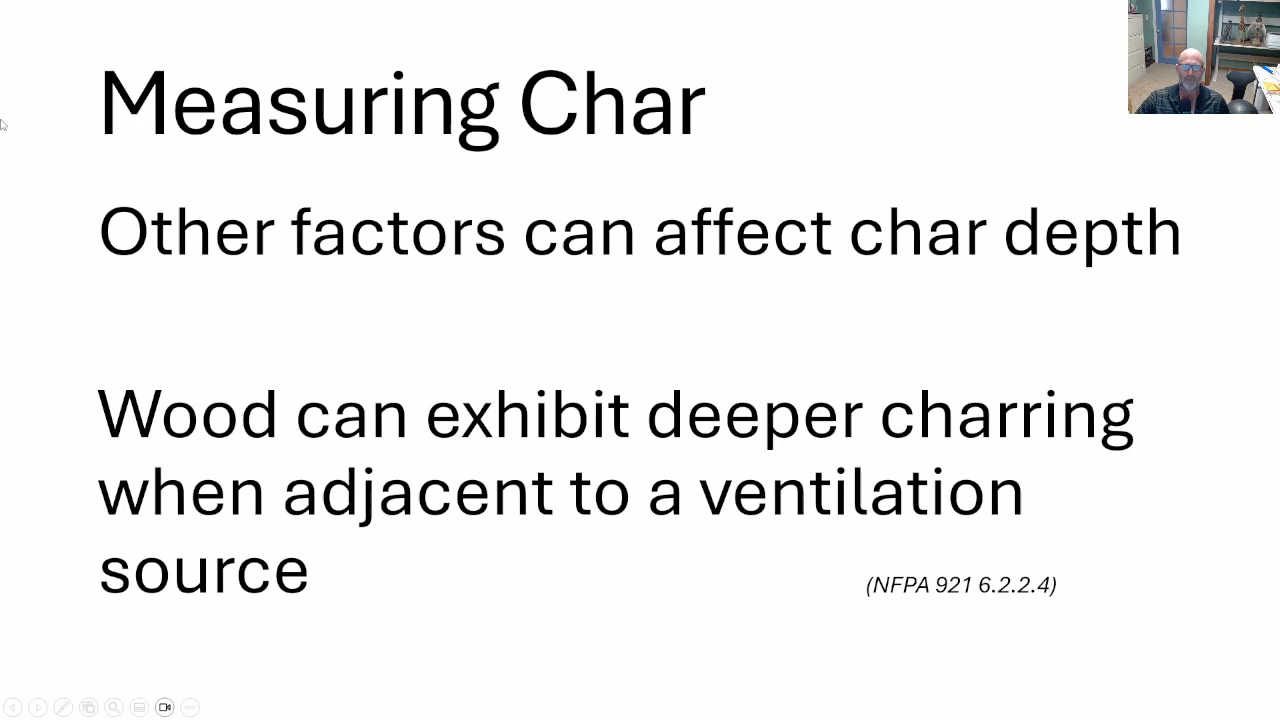 Measuring Char
Other factors can affect char depth
Wood can exhibit deeper charring
when adjacent to a ventilation
source
(NFPA 921 6.2.2.4)